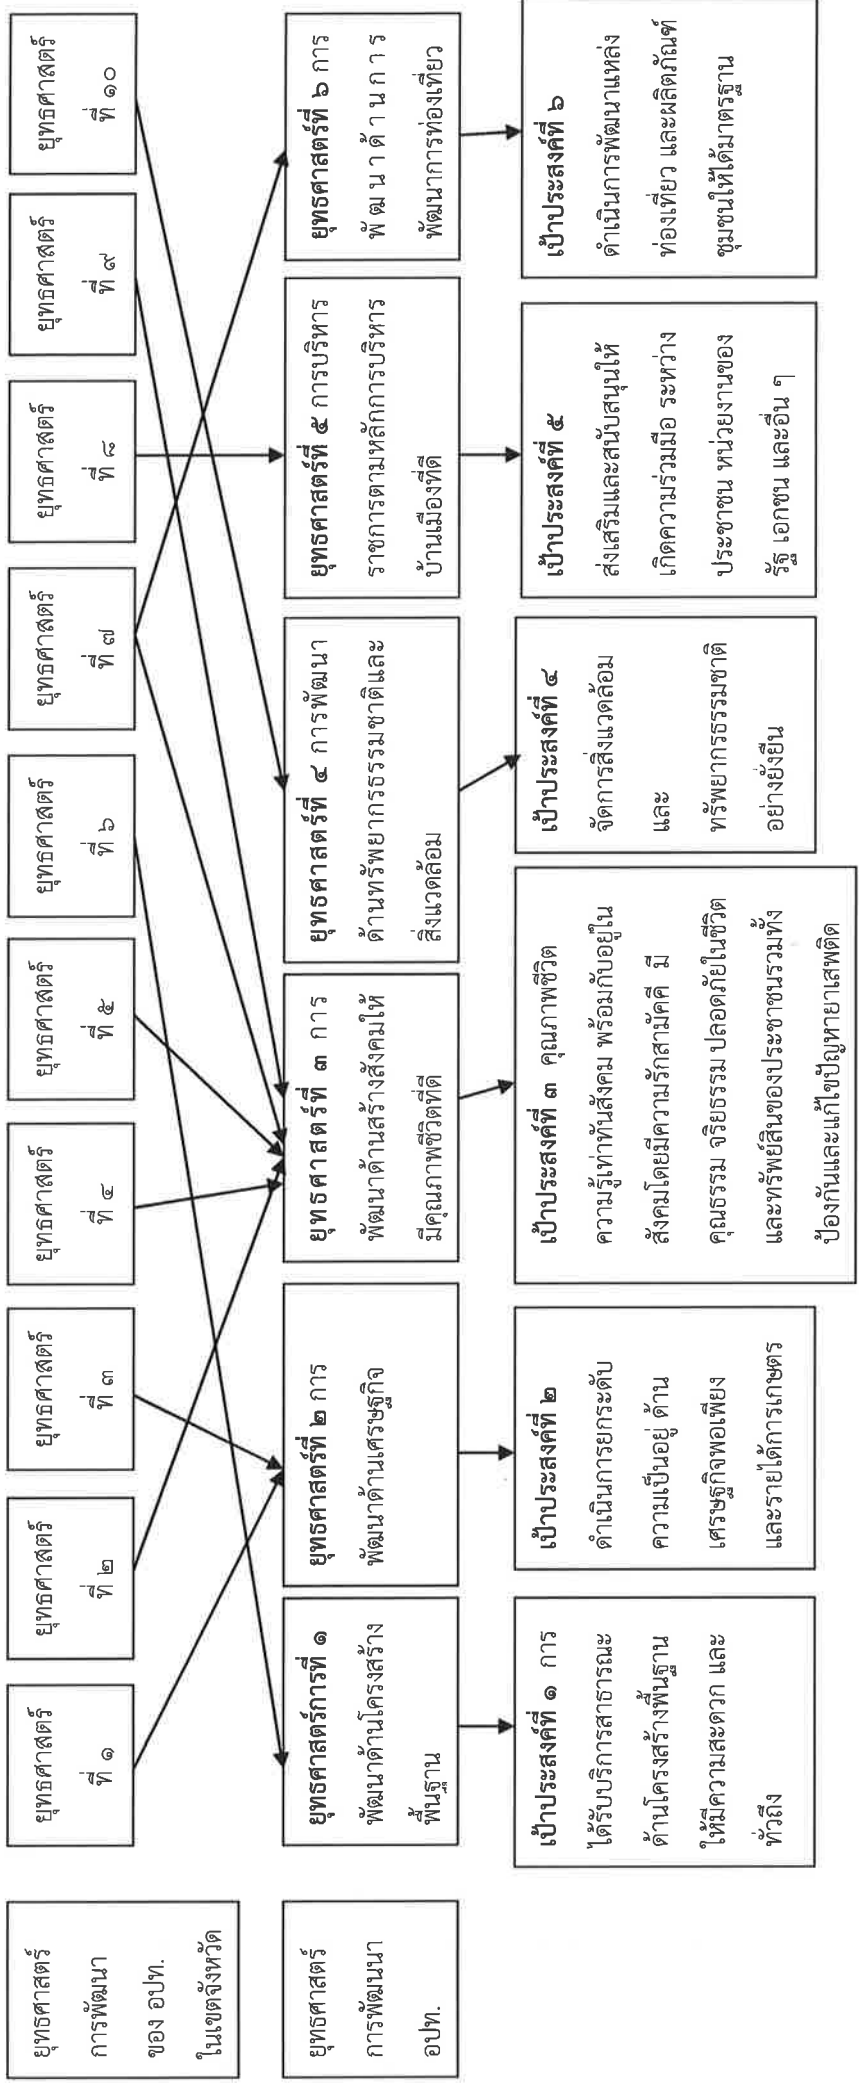 ยุทธศาสตร์
การพัฒนา
ของ อปท.
ในเขตจังหวัด
ยุทธศาสตร์
ที่ ๑
ยุทธศาสตร์
ที่ ๒
ยุทธศาสตร์
ที่ ๓
ยุทธศาสตร์
ที่ ๔
ยุทธศาสตร์
ที่ ๕
ยุทธศาสตร์
ที่ ๖
ยุทธศาสตร์
ที่ ๗
ยุทธศาสตร์
ที่ ๘
ยุทธศาสตร์
ที่ ๙
ยุทธศาสตร์
ที่ ๑๐
ยุทธศาสตร์
การพัฒนนา
อปท.
ยุทธศาสตร์การที่ ๑
พัฒนาด้านโครงสร้าง
พื้นฐาน
ยุทธศาสตร์ที่ ๒ การ
พัฒนาด้านเศรษฐกิจ
ยุทธศาสตร์ที่ ๓ การ
พัฒนาด้านสร้างสังคมให้
มีคุณภาพชีวิตที่ดี
ยุทธศาสตร์ที่ ๔ การพัฒนา
ด้านทรัพยากรธรรมชาติและ
สิ่งแวดล้อม
ยุทธศาสตร์ที่ ๕ การบริหาร
ราชการตามหลักการบริหาร
บ้านเมืองที่ดี
ยุทธศาสตร์ที่ ๖ การ
พัฒนาด้านการ
พัฒนาการท่องเที่ยว
เป้าประสงค์ที่ ๑ การ
ได้รับบริการสาธารณะ
ด้านโครงสร้างพื้นฐาน
ให้มีความสะดวก และ
ทั่วถึง
เป้าประสงค์ที่ ๒
ดำเนินการยกระดับ
ความเป็นอยู่ ด้าน
เศรษฐกิจพอเพียง
และรายได้การเกษตร
เป้าประสงค์ที่ ๓ คุณภาพชีวิต
ความรู้เท่าทันสังคม พร้อมกับอยู่ใน
สังคมโดยมีความรักสามัคคี มี
คุณธรรม จริยธรรม ปลอดภัยในชีวิต
และทรัพย์สินของประชาชนรวมทั้ง
ป้องกันและแก้ไขปัญหายาเสพติด
เป้าประสงค์ที่ ๔
จัดการสิ่งแวดล้อม
และ
ทรัพยากรธรรมชาติ
อย่างยั่งยืน
เป้าประสงค์ที่ ๕
ส่งเสริมและสนับสนุนให้
เกิดความร่วมมือ ระหว่าง
ประชาชน หน่วยงานของ
รัฐ เอกชน และอื่น ๆ
เป้าประสงค์ที่ ๖
ดำเนินการพัฒนาแหล่ง
ท่องเที่ยว และผลิตภัณฑ์
ชุมชนให้ได้มาตรฐาน